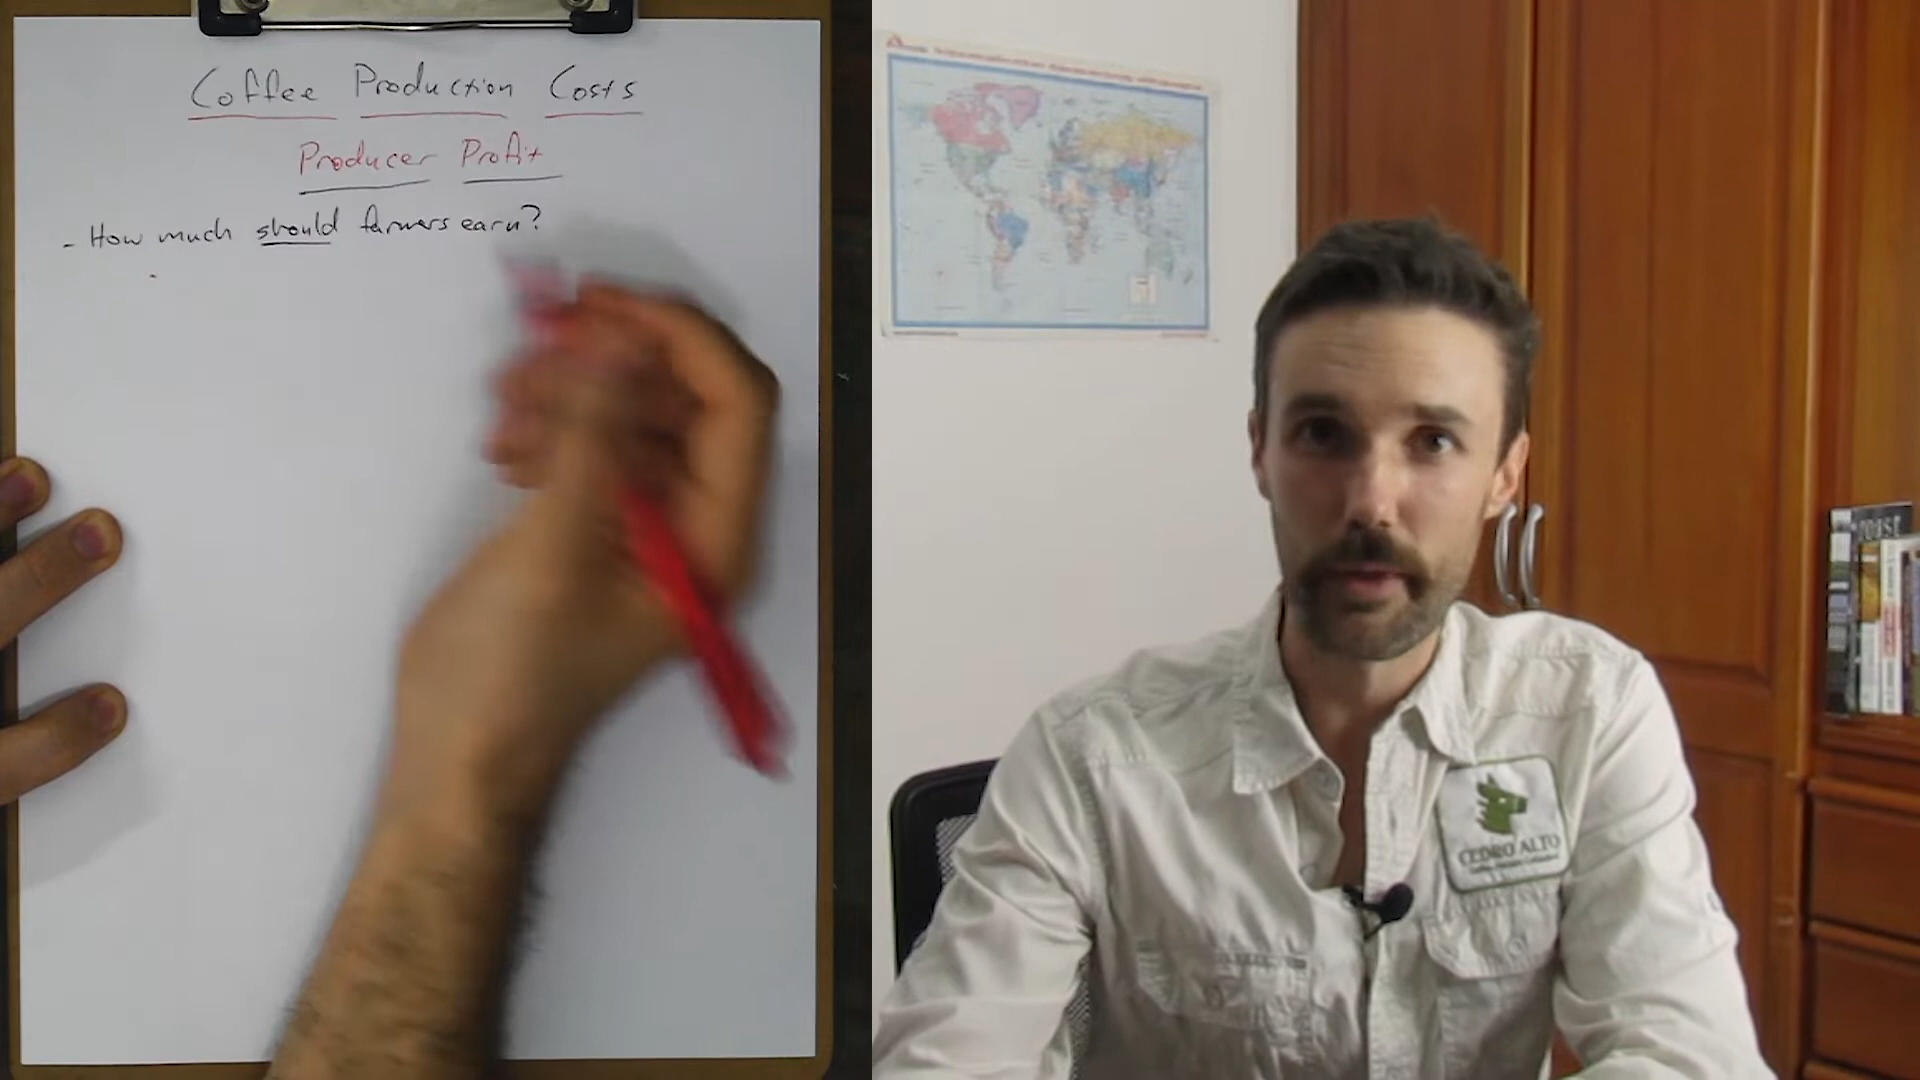 Coffee Production Costs
Producer Profit
- How much should farmers earn?
CEDRO ALTO